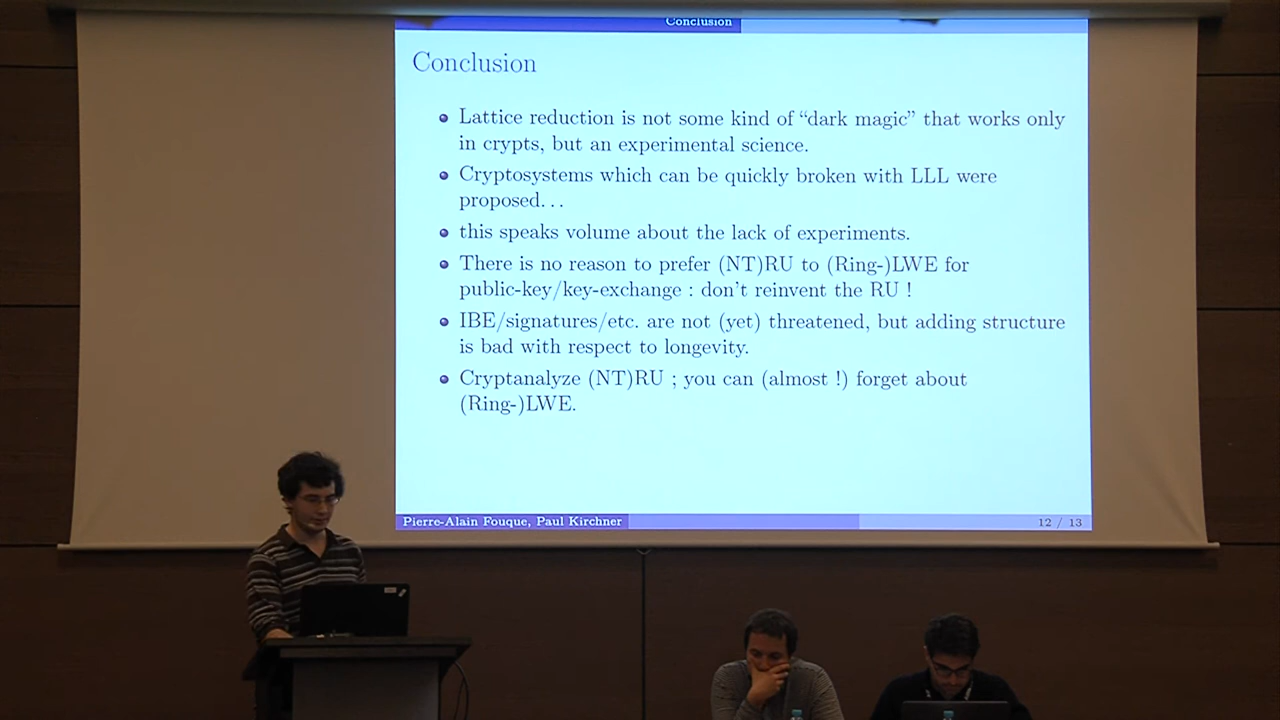 Conclusion
Conclusion
Lattice reduction is not some kind of “dark magic” that works only
in crypts, but an experimental science.
Cryptosystems which can be quickly broken with LLL were
proposed. . .
this speaks volume about the lack of experiments.
There is no reason to prefer (NT)RU to (Ring-)LWE for
public-key/key-exchange : don’t reinvent the RU !
IBE/signatures/etc. are not (yet) threatened, but adding structure
is bad with respect to longevity.
Cryptanalyze (NT)RU ; you can (almost !) forget about
(Ring-)LWE.
Pierre-Alain Fouque, Paul Kirchner
12 / 13